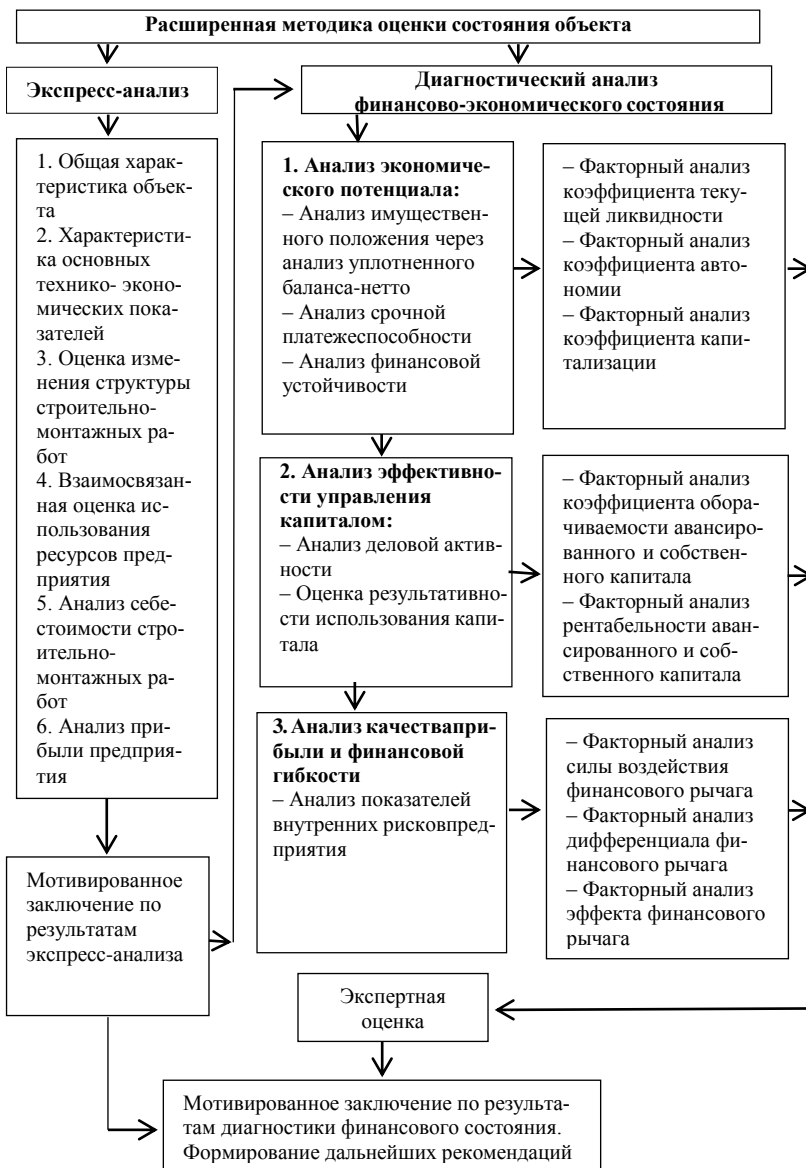 Расширенная методика оценки состояния объекта
Экспресс-анализ
Диагностический анализ
финансово-экономического состояния
1. Общая харак-
теристика объек-
та
2. Характеристи-
ка основных
технико- эконо-
мических пока-
зателей
3. Оценка изме-
нения структуры
строительно-
монтажных ра-
бот
4. Взаимосвязан-
ная оценка ис-
пользования
ресурсов пред-
приятия
5. Анализ себе-
стоимости стро-
ительно-
монтажных ра-
бот
6. Анализ при-
были предприя-
тия
Мотивированное
заключение по
результатам
экспресс-анализа
1. Анализ экономиче-
ского потенциала:
– Анализ имуществен-
ного положения через
анализ уплотненного
баланса-нетто
– Анализ срочной
платежеспособности
– Анализ финансовой
устойчивости
– Факторный анализ
коэффициента теку-
щей ликвидности
– Факторный анализ
коэффициента авто-
номии
– Факторный анализ
коэффициента капи-
тализации
2. Анализ эффективно-
сти управления
капиталом:
– Анализ деловой актив-
ности
– Оценка результативно-
сти использования капи-
тала
– Факторный анализ
коэффициента обора-
чиваемости авансиро-
ванного и собствен-
ного капитала
– Факторный анализ
рентабельности аван-
сированного и соб-
ственного капитала
3. Анализ качествапри-
были и финансовой
гибкости
– Анализ показателей
внутренних рисковпред-
приятия
– Факторный анализ
силы воздействия
финансового рычага
– Факторный анализ
дифференциала фи-
нансового рычага
– Факторный анализ
эффекта финансового
рычага
Экспертная
оценка
Мотивированное заключение по результа-
там диагностики финансового состояния.
Формирование дальнейших рекомендаций